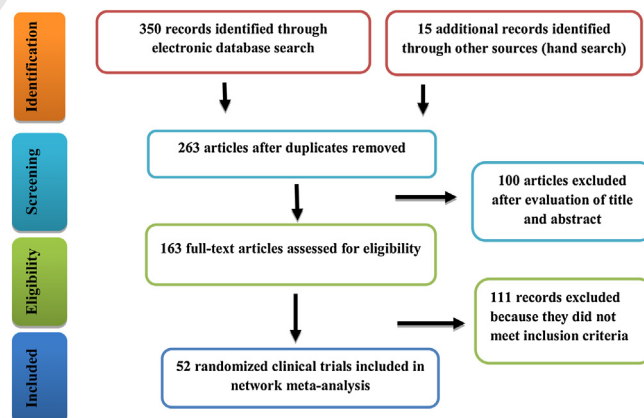 Identification
350 records identified through
electronic database search
15 additional records identified
through other sources (hand search)
Screening
263 articles after duplicates removed
100 articles excluded
after evaluation of title
and abstract
Eligibility
163 full-text articles assessed for eligibility
111 records excluded
because they did not
meet inclusion criteria
Included
52 randomized clinical trials included in
network meta-analysis